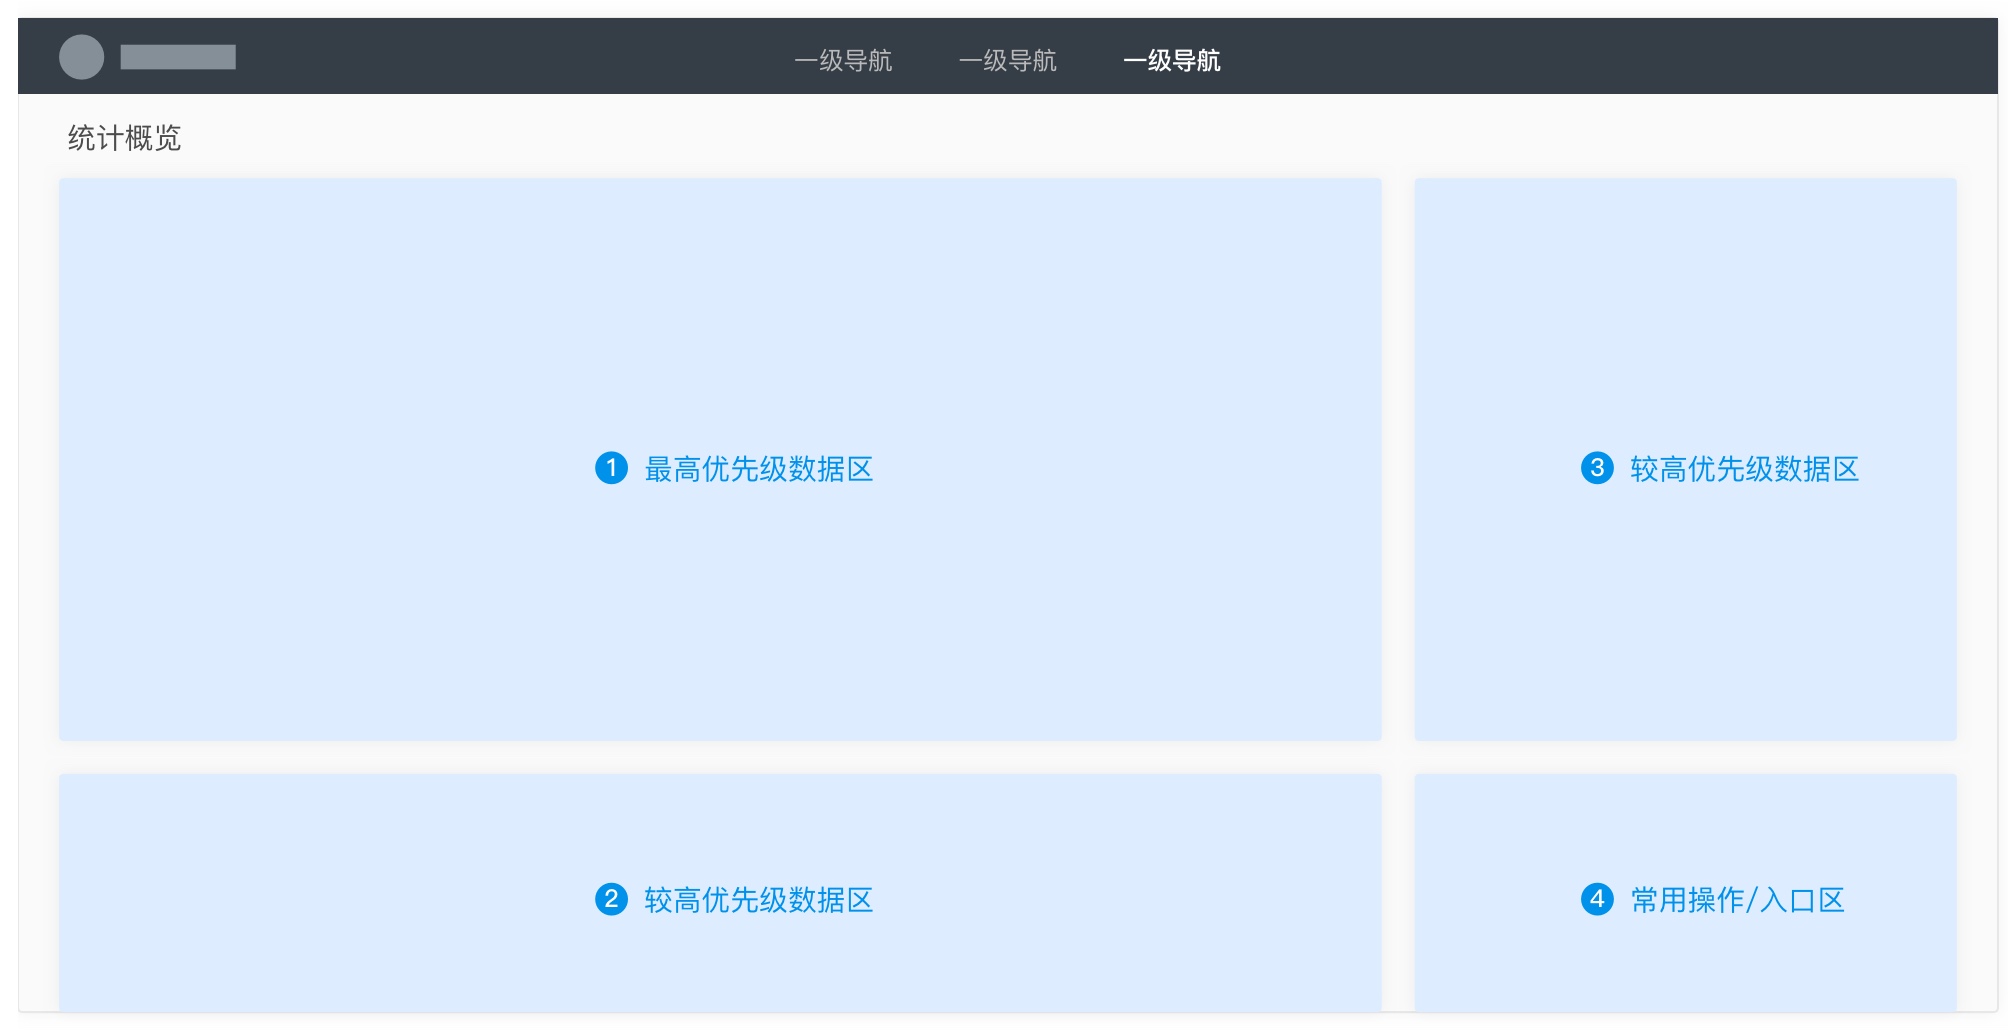 一级导航 一级导航 一级导航
统计概览
1 最高优先级数据区
3 较高优先级数据区
2 较高优先级数据区
4 常用操作/入口区